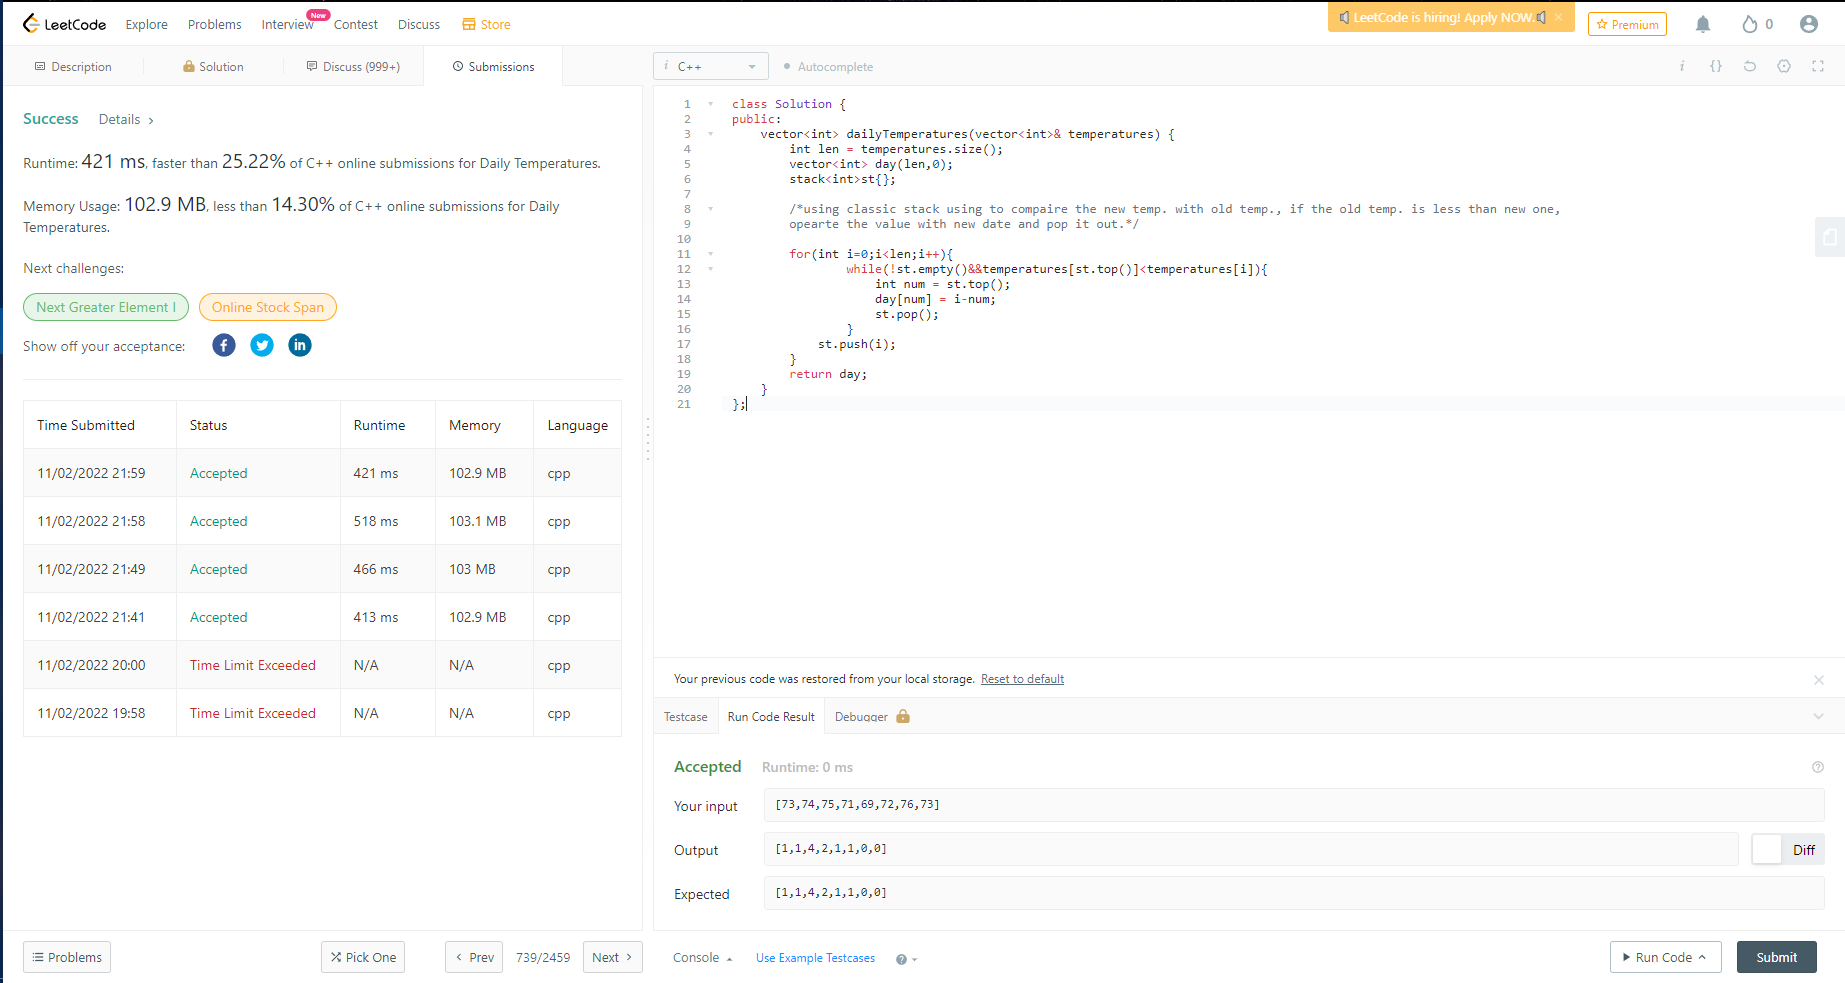 LeetCode Explore Problems Interview New Contest Discuss Store LeetCode is hiring! Apply NOW. × Premium 0
Description Solution Discuss (999+) Submissions
i C++ Autocomplete i {}
Success Details >
Runtime: 421 ms, faster than 25.22% of C++ online submissions for Daily Temperatures.
Memory Usage: 102.9 MB, less than 14.30% of C++ online submissions for Daily
Temperatures.
Next challenges:
Next Greater Element I Online Stock Span
Show off your acceptance: f in
Time Submitted Status Runtime Memory Language
11/02/2022 21:59 Accepted 421 ms 102.9 MB cpp
11/02/2022 21:58 Accepted 518 ms 103.1 MB cpp
11/02/2022 21:49 Accepted 466 ms 103 MB cpp
11/02/2022 21:41 Accepted 413 ms 102.9 MB cpp
11/02/2022 20:00 Time Limit Exceeded N/A N/A cpp
11/02/2022 19:58 Time Limit Exceeded N/A N/A cpp
Problems Pick One < Prev 739/2459 Next >
1 class Solution {
2 public:
3 vector<int> dailyTemperatures(vector<int>& temperatures) {
4 int len = temperatures.size();
5 vector<int> day(len,0);
6 stack<int>st{};
7
8 /*using classic stack using to compaire the new temp. with old temp., if the old temp. is less than new one,
9 opearte the value with new date and pop it out.*/
10
11 for(int i=0;i<len;i++){
12 while(!st.empty()&&temperatures[st.top()]<temperatures[i]){
13 int num = st.top();
14 day[num] = i-num;
15 st.pop();
16 }
17 st.push(i);
18 }
19 return day;
20 }
21 };
Your previous code was restored from your local storage. Reset to default
Testcase Run Code Result Debugger
Accepted Runtime: 0 ms
Your input [73,74,75,71,69,72,76,73]
Output [1,1,4,2,1,1,0,0] Diff
Expected [1,1,4,2,1,1,0,0]
Console Use Example Testcases ? Run Code Submit